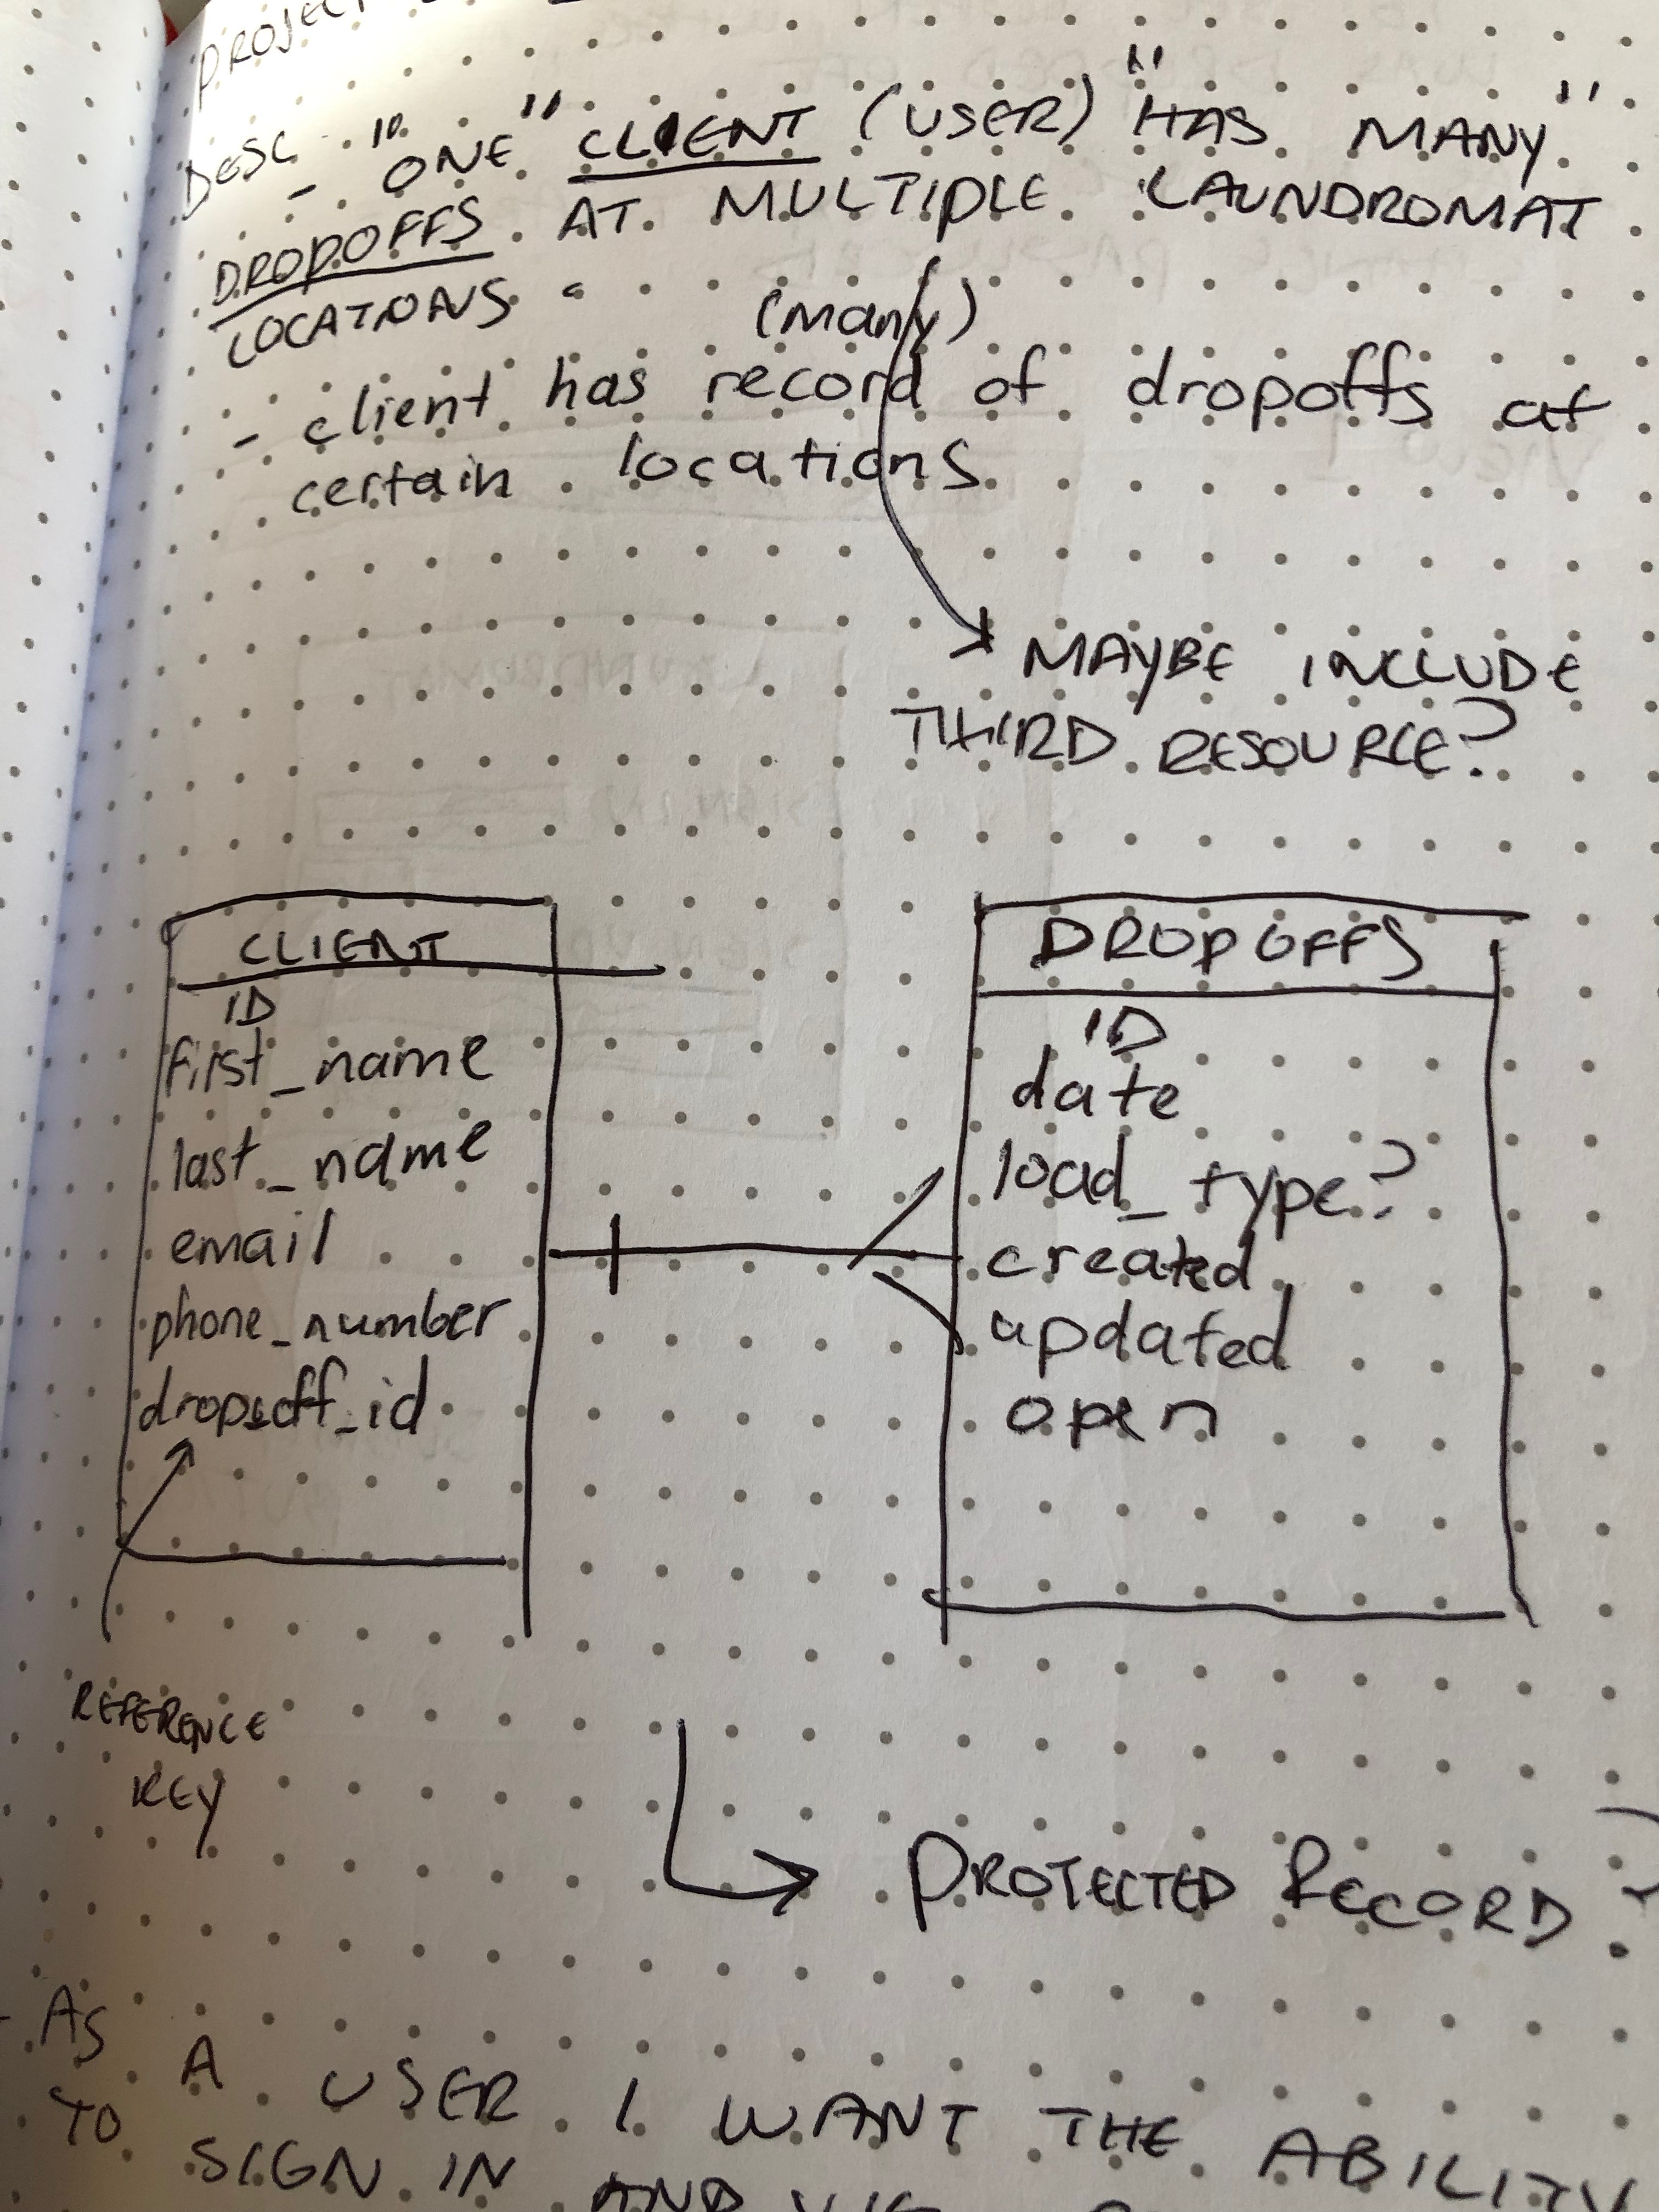 PROJECT
DESC - "ONE" CLIENT (USER) "HAS MANY"
DROPOFFS AT MULTIPLE LAUNDROMAT
LOCATIONS
(many)
- client has record of dropoffs at
certain locations
MAYBE INCLUDE
THIRD RESOURCE?
CLIENT
ID
first_name
last_name
email
phone_number
dropoff_id
REFERENCE
KEY
DROPOFFS
ID
date
load_type?
created
updated
open
PROTECTED RECORD?
- AS A USER I WANT THE ABILITY
TO SIGN IN AND